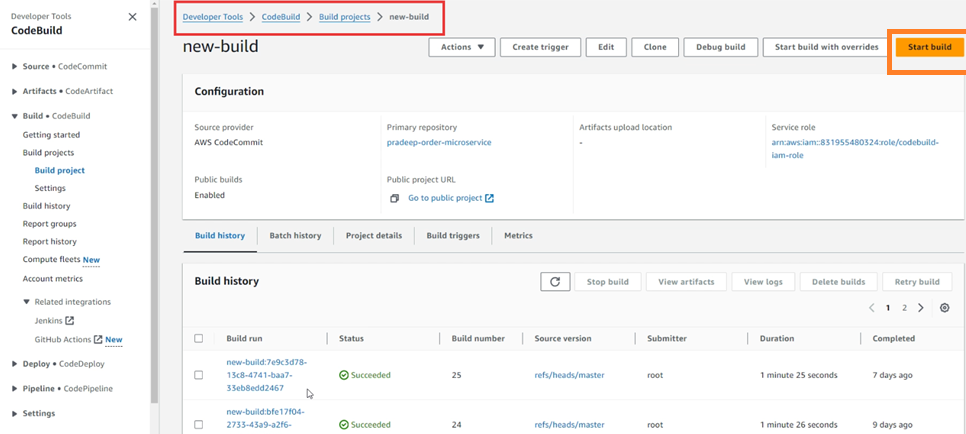 Developer Tools
CodeBuild
Source • CodeCommit
Artifacts • CodeArtifact
Build • CodeBuild
Getting started
Build projects
Build project
Settings
Build history
Report groups
Report history
Compute fleets New
Account metrics
Related integrations
Jenkins
GitHub Actions New
Deploy • CodeDeploy
Pipeline • CodePipeline
Settings
Developer Tools > CodeBuild > Build projects > new-build
new-build
Actions Create trigger Edit Clone Debug build Start build with overrides Start build
Configuration
Source provider
AWS CodeCommit
Primary repository
pradeep-order-microservice
Artifacts upload location
-
Service role
arn:aws:iam::831955480324:role/codebuild-
iam-role
Public builds
Enabled
Public project URL
Go to public project
Build history Batch history Project details Build triggers Metrics
Build history
Stop build View artifacts View logs Delete builds Retry build
1 2
Build run Status Build number Source version Submitter Duration Completed
new-build:7e9c3d78-
13c8-4741-baa7-
33eb8edd2467
Succeeded 25 refs/heads/master root 1 minute 25 seconds 7 days ago
new-build:bfe17f04-
2733-43a9-a2f6-
Succeeded 24 refs/heads/master root 1 minute 26 seconds 9 days ago